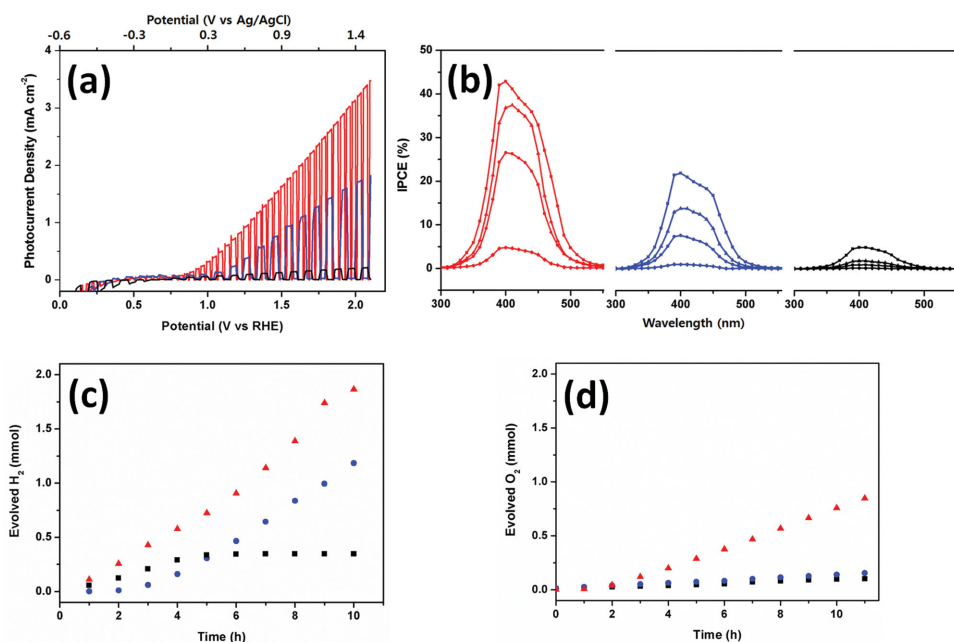 Potential (V vs Ag/AgCl)
-0.6 -0.3 0.3 0.9 1.4
(a)
Photocurrent Density (mA cm-2)
4
3
2
1
0
0.5 1.0 1.5 2.0
Potential (V vs RHE)
(b)
IPCE (%)
50
40
30
20
10
0
300 400 500 400 500 400 500
Wavelength (nm)
(c)
Evolved H2 (mmol)
2.0
1.5
1.0
0.5
0.0
0 2 4 6 8 10
Time (h)
(d)
Evolved O2 (mmol)
2.0
1.5
1.0
0.5
0.0
0 2 4 6 8 10
Time (h)